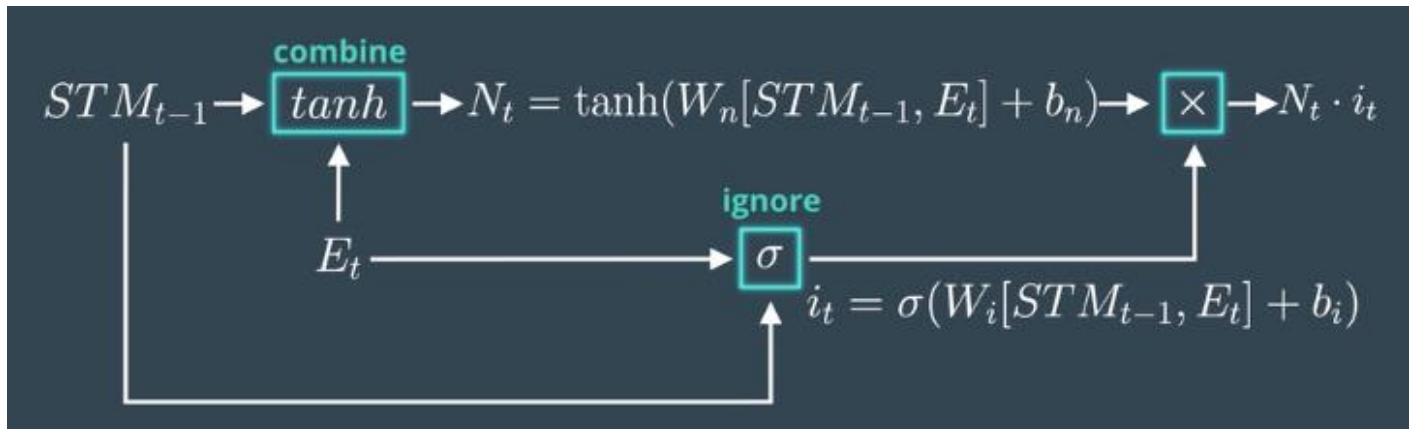 combine
STM_{t-1} tanh N_t = tanh(W_n[STM_{t-1}, E_t] + b_n) × N_t · i_t
ignore
E_t σ
i_t = σ(W_i[STM_{t-1}, E_t] + b_i)